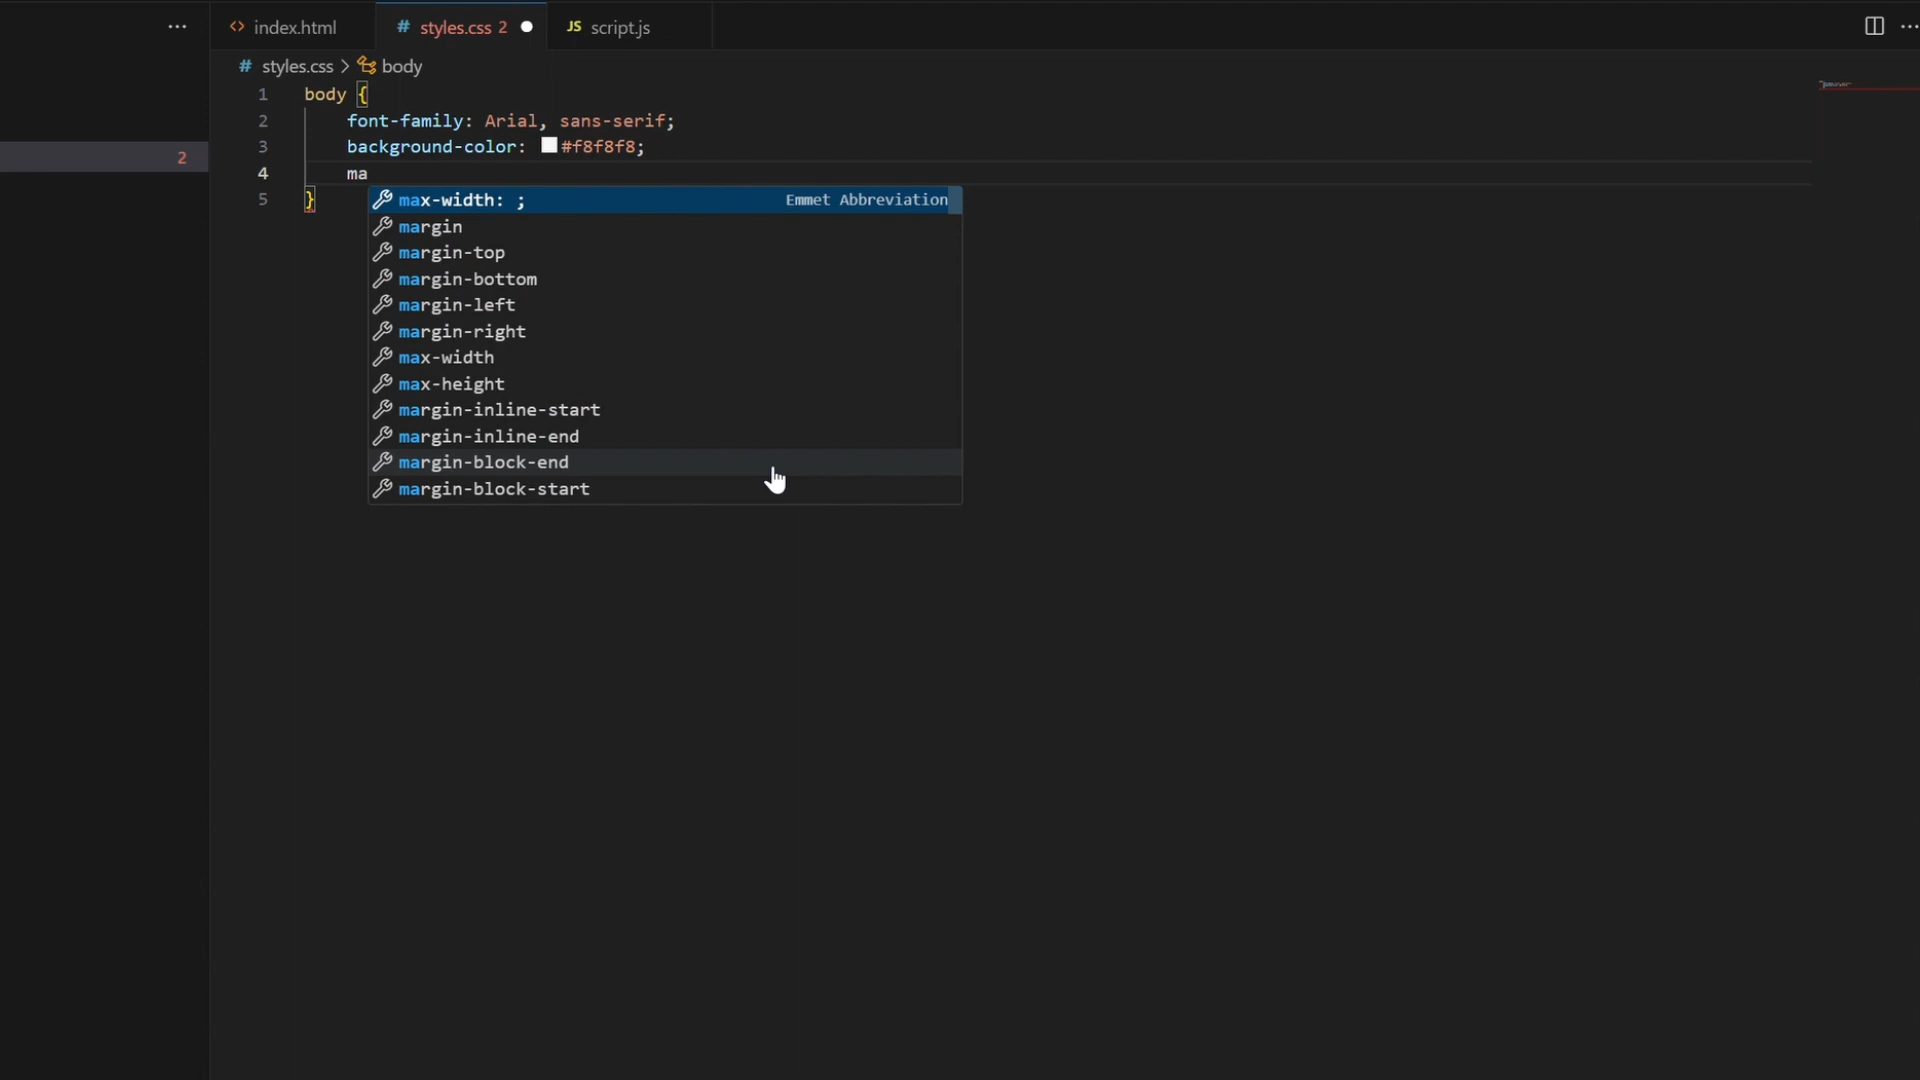 ··· <> index.html # styles.css 2 ● JS script.js ···
# styles.css > body
1 body {
2 font-family: Arial, sans-serif;
3 background-color: #f8f8f8;
2
4 ma
5 }
max-width: ; Emmet Abbreviation
margin
margin-top
margin-bottom
margin-left
margin-right
max-width
max-height
margin-inline-start
margin-inline-end
margin-block-end
margin-block-start